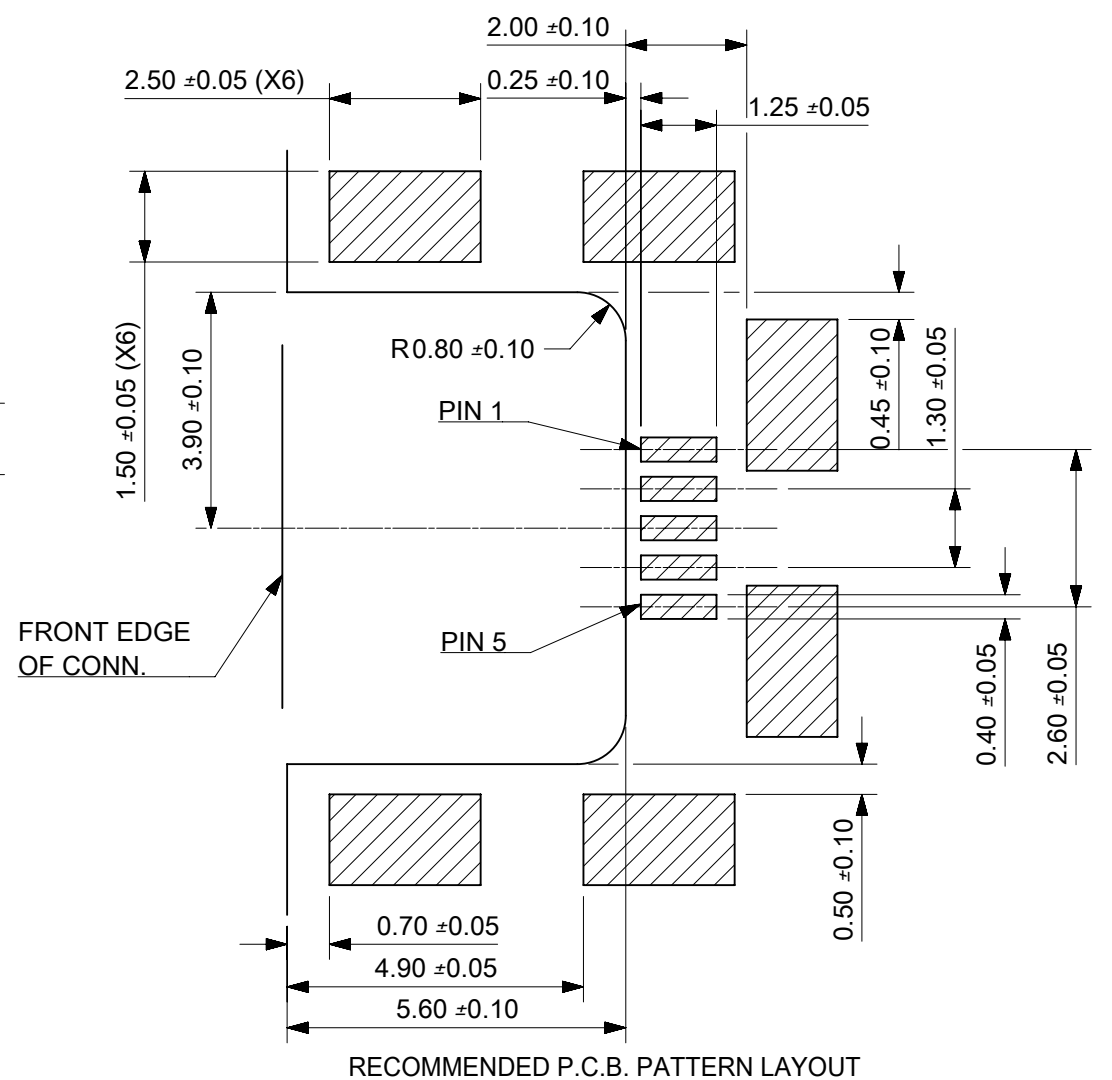 2.00 ±0.10
2.50 ±0.05 (X6)
0.25 ±0.10
1.25 ±0.05
1.50 ±0.05 (X6)
3.90 ±0.10
R0.80 ±0.10
0.45 ±0.10
1.30 ±0.05
PIN 1
FRONT EDGE
OF CONN.
PIN 5
0.40 ±0.05
2.60 ±0.05
0.50 ±0.10
0.70 ±0.05
4.90 ±0.05
5.60 ±0.10
RECOMMENDED P.C.B. PATTERN LAYOUT